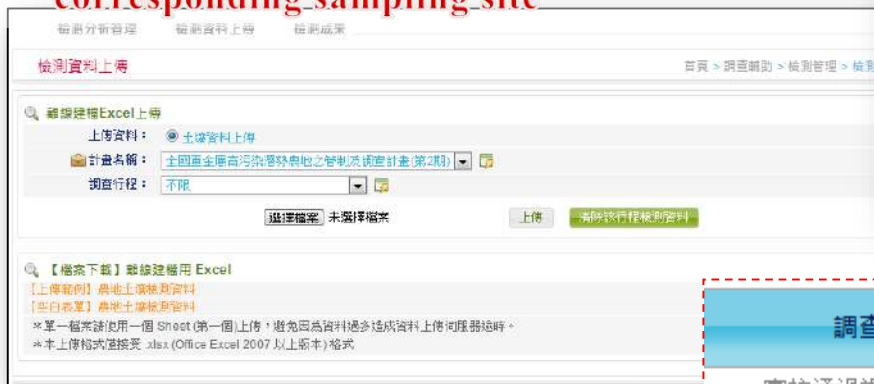 corresponding sampling site
檢測分析管理 檢測資料上傳 檢測成果
檢測資料上傳
首頁 > 調查輔助 > 檢測管理 > 檢測
離線建檔Excel上傳
上傳資料： 土壤資料上傳
計畫名稱： 全國重金屬高污染潛勢農地之管制及調查計畫(第2期)
調查行程： 不限
選擇檔案 未選擇檔案 上傳 清除該行程檢測資料
【檔案下載】離線建檔用 Excel
【上傳範例】農地土壤檢測資料
【空白表單】農地土壤檢測資料
※單一檔案請使用一個 Sheet (第一個)上傳，避免因為資料過多造成資料上傳伺服器逾時。
※本上傳格式僅接受 .xlsx (Office Excel 2007 以上版本) 格式
調查